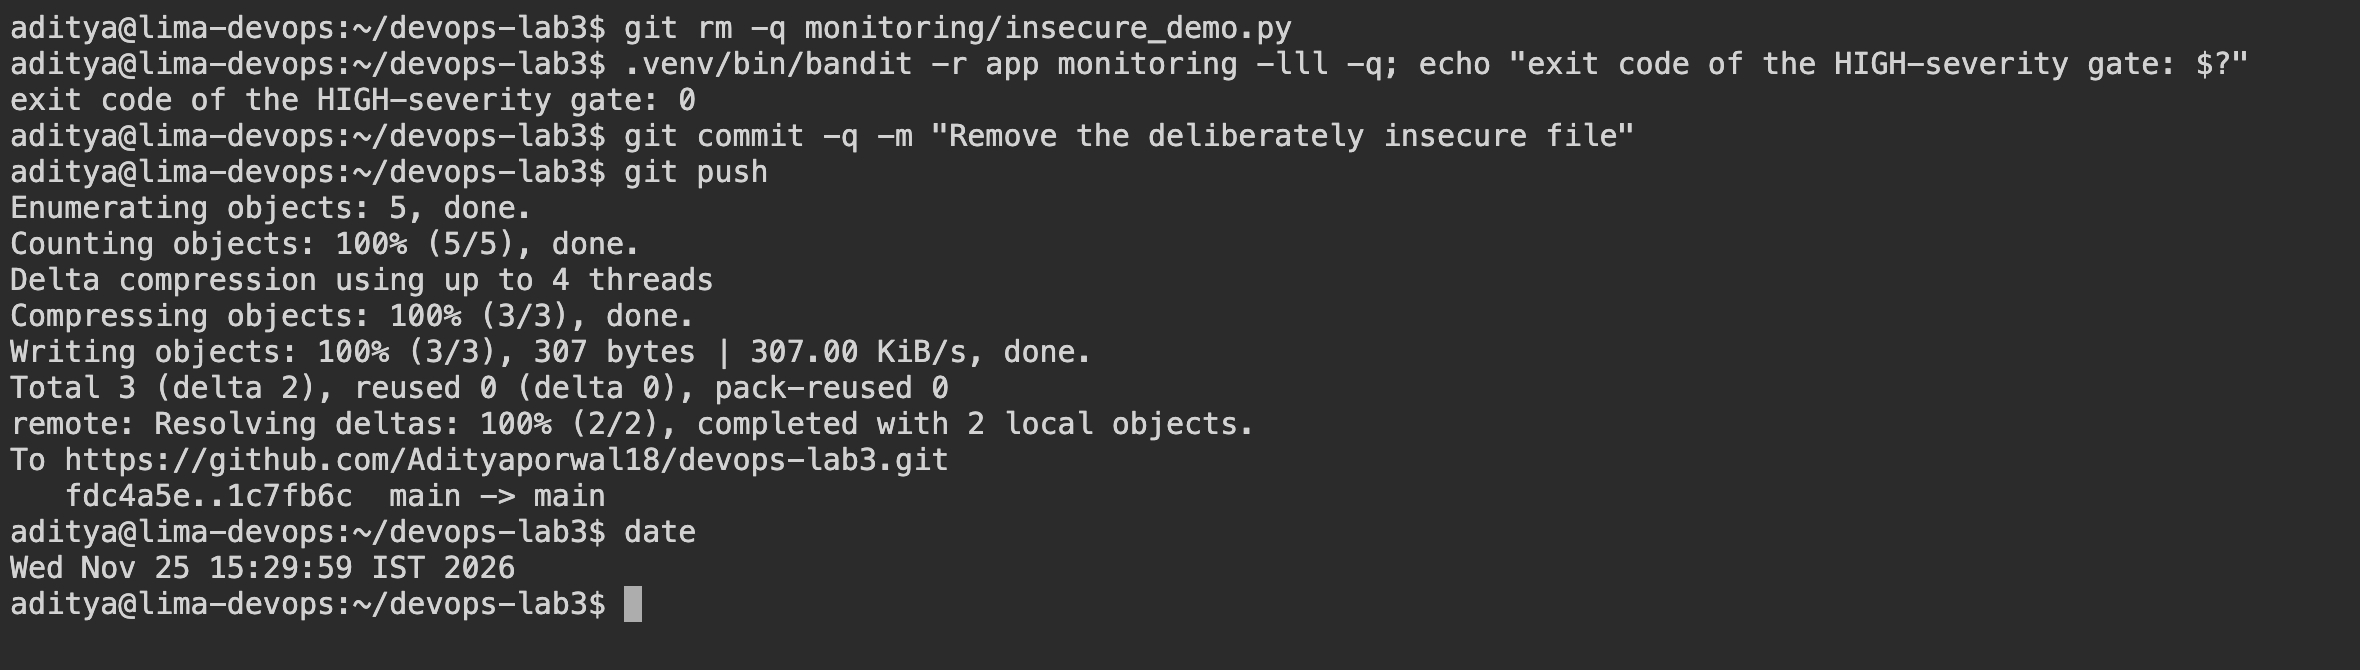 aditya@lima-devops:~/devops-lab3$ git rm -q monitoring/insecure_demo.py
aditya@lima-devops:~/devops-lab3$ .venv/bin/bandit -r app monitoring -lll -q; echo "exit code of the HIGH-severity gate: $?"
exit code of the HIGH-severity gate: 0
aditya@lima-devops:~/devops-lab3$ git commit -q -m "Remove the deliberately insecure file"
aditya@lima-devops:~/devops-lab3$ git push
Enumerating objects: 5, done.
Counting objects: 100% (5/5), done.
Delta compression using up to 4 threads
Compressing objects: 100% (3/3), done.
Writing objects: 100% (3/3), 307 bytes | 307.00 KiB/s, done.
Total 3 (delta 2), reused 0 (delta 0), pack-reused 0
remote: Resolving deltas: 100% (2/2), completed with 2 local objects.
To https://github.com/Adityaporwal18/devops-lab3.git
   fdc4a5e..1c7fb6c  main -> main
aditya@lima-devops:~/devops-lab3$ date
Wed Nov 25 15:29:59 IST 2026
aditya@lima-devops:~/devops-lab3$